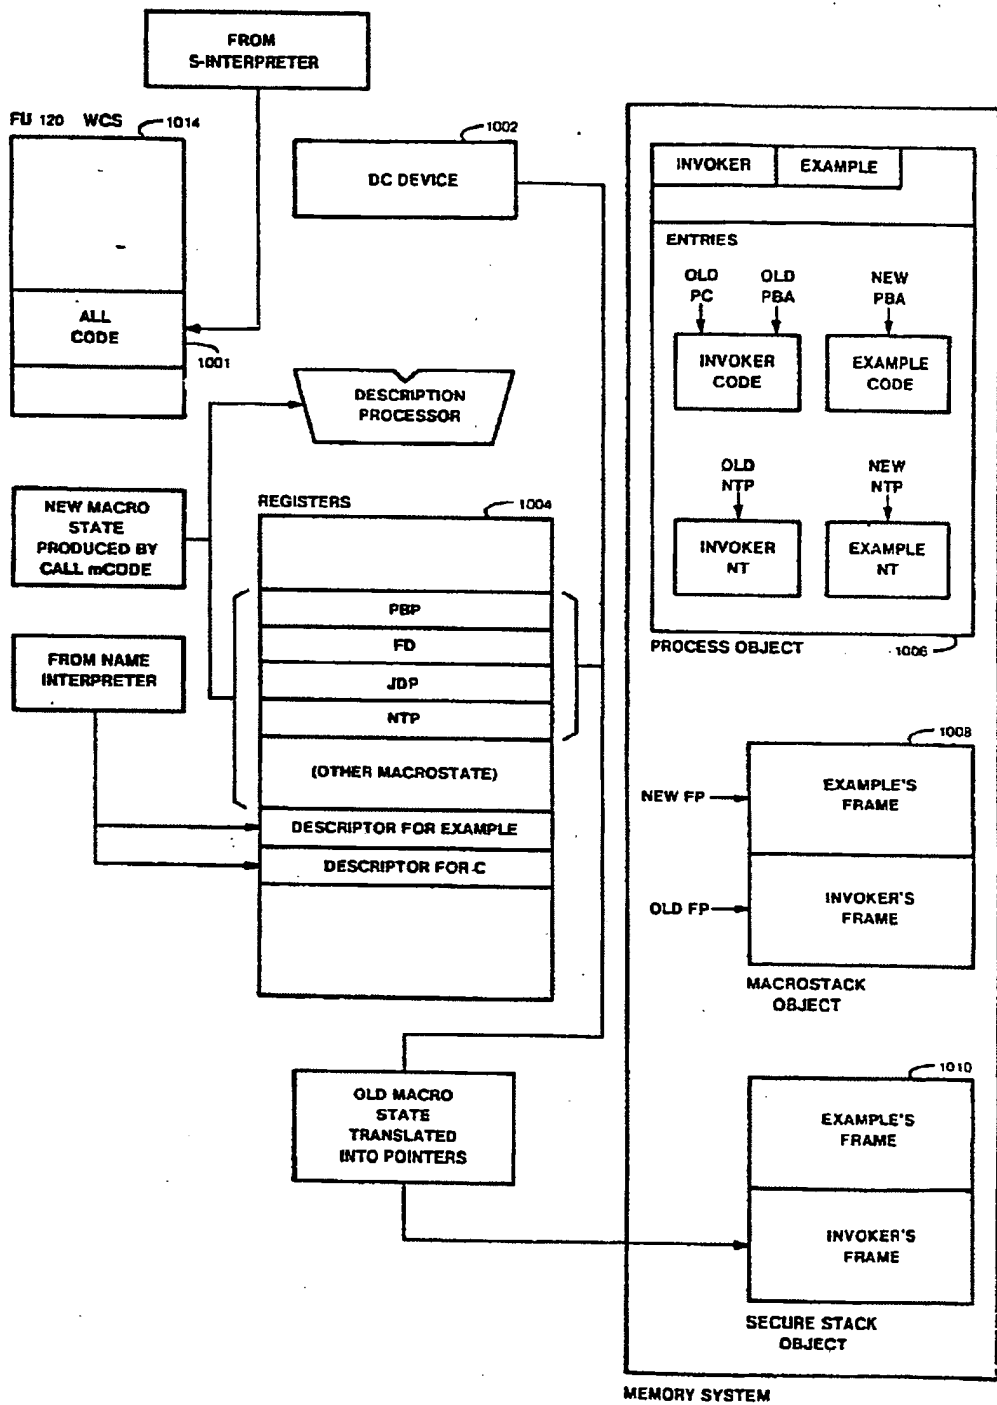 FROM
S-INTERPRETER
FU 120 WCS
1014
ALL
CODE
1001
1002
DC DEVICE
DESCRIPTION
PROCESSOR
NEW MACRO
STATE
PRODUCED BY
CALL mCODE
FROM NAME
INTERPRETER
REGISTERS
1004
PBP
FD
JDP
NTP
(OTHER MACROSTATE)
DESCRIPTOR FOR EXAMPLE
DESCRIPTOR FOR C
OLD MACRO
STATE
TRANSLATED
INTO POINTERS
INVOKER
EXAMPLE
ENTRIES
OLD
PC
OLD
PBA
NEW
PBA
INVOKER
CODE
EXAMPLE
CODE
OLD
NTP
NEW
NTP
INVOKER
NT
EXAMPLE
NT
PROCESS OBJECT
1006
1008
NEW FP
EXAMPLE'S
FRAME
OLD FP
INVOKER'S
FRAME
MACROSTACK
OBJECT
1010
EXAMPLE'S
FRAME
INVOKER'S
FRAME
SECURE STACK
OBJECT
MEMORY SYSTEM